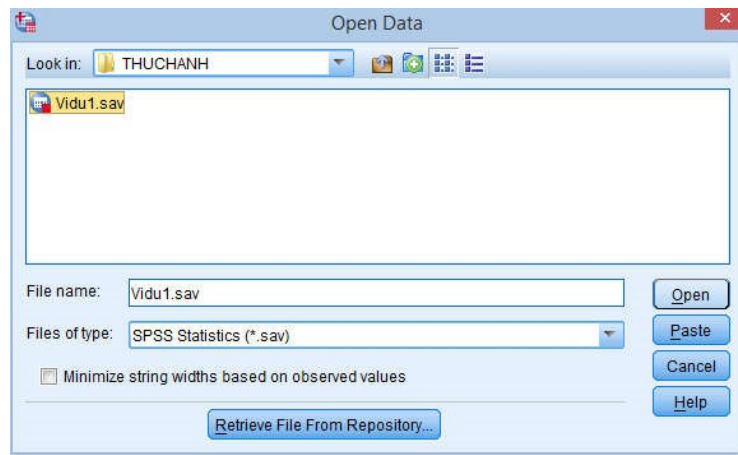 Open Data
Look in: THUCHANH
Vidu1.sav
File name: Vidu1.sav
Open
Files of type: SPSS Statistics (*.sav)
Paste
Minimize string widths based on observed values
Cancel
Help
Retrieve File From Repository...